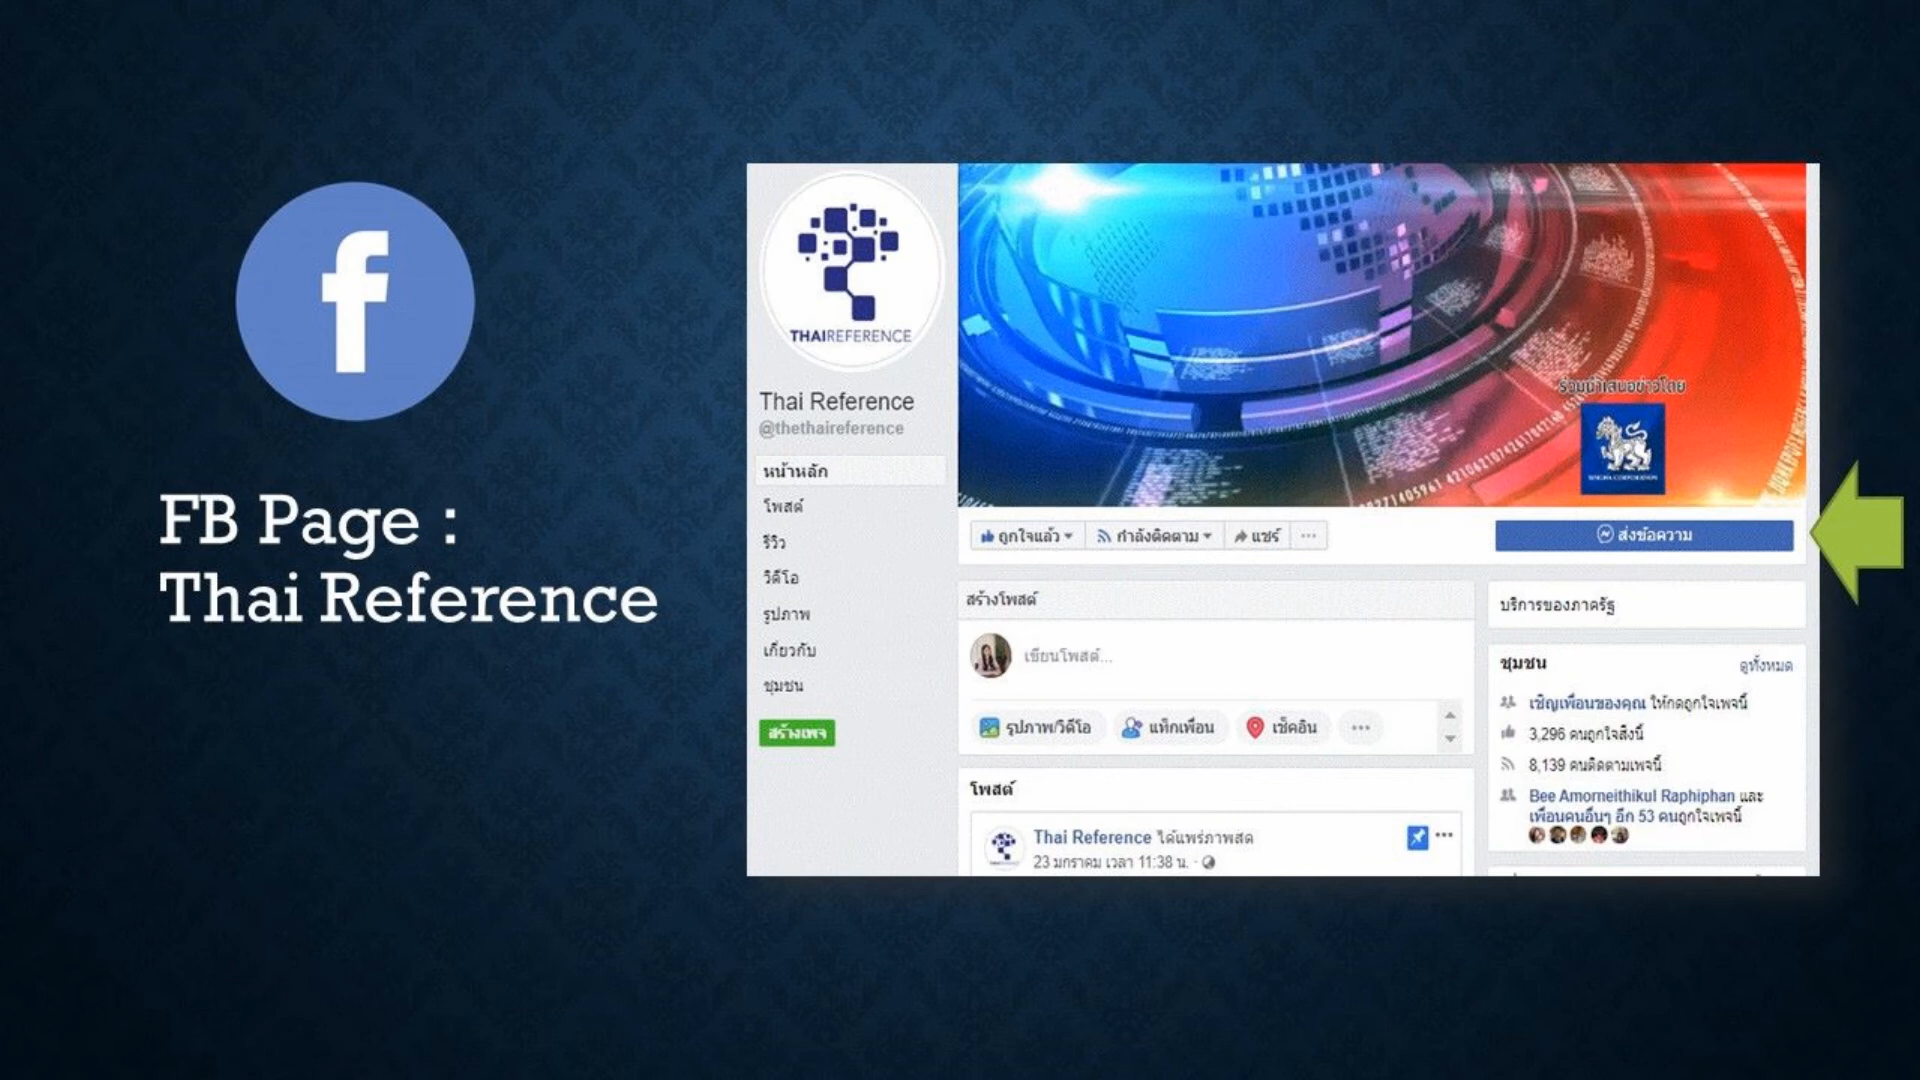 FB Page :
Thai Reference
THAIREFERENCE
Thai Reference
@thethaireference
หน้าหลัก
โพสต์
รีวิว
วิดีโอ
รูปภาพ
เกี่ยวกับ
ชุมชน
สร้างเพจ
ร่วมนำเสนอข่าวโดย
SINGHA CORPORATION
ถูกใจแล้ว
กำลังติดตาม
แชร์
ส่งข้อความ
สร้างโพสต์
เขียนโพสต์...
รูปภาพ/วิดีโอ
แท็กเพื่อน
เช็คอิน
โพสต์
Thai Reference ได้แพร่ภาพสด
23 มกราคม เวลา 11:38 น. ·
บริการของภาครัฐ
ชุมชน
ดูทั้งหมด
เชิญเพื่อนของคุณ ให้กดถูกใจเพจนี้
3,296 คนถูกใจสิ่งนี้
8,139 คนติดตามเพจนี้
Bee Amorneithikul Raphiphan และ
เพื่อนคนอื่นๆ อีก 53 คนถูกใจเพจนี้